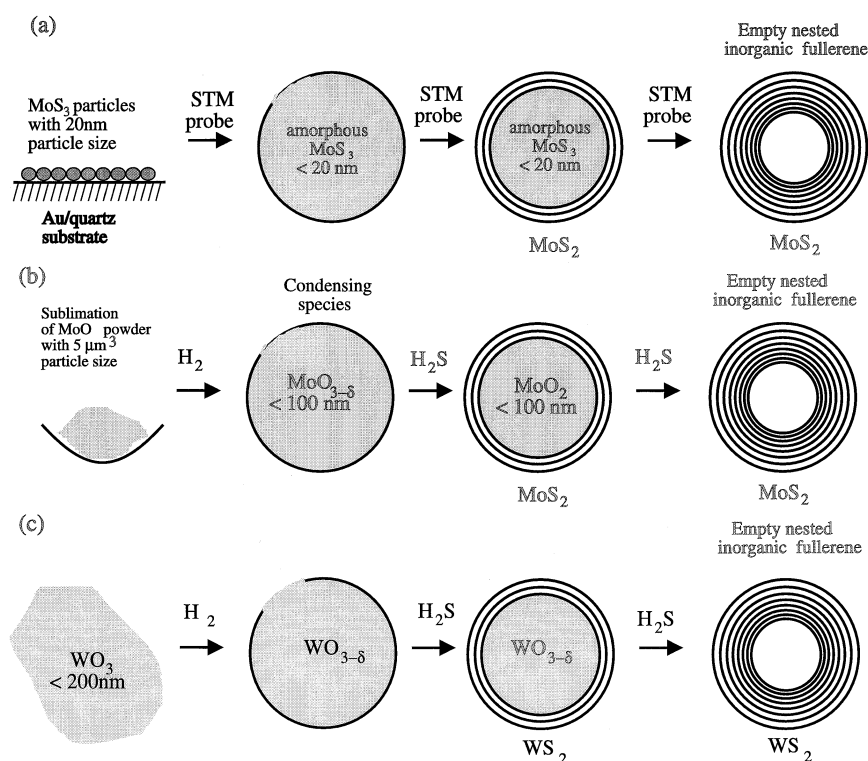 (a)
Empty nested
inorganic fullerene
MoS₃ particles
with 20nm
particle size
STM
probe
STM
probe
STM
probe
amorphous
MoS₃
< 20 nm
amorphous
MoS₃
< 20 nm
Au/quartz
substrate
MoS₂
MoS₂
(b)
Condensing
species
Empty nested
inorganic fullerene
Sublimation
of MoO₃ powder
with 5 μm
particle size
H₂
H₂S
H₂S
MoO₃₋δ
< 100 nm
MoO₂
< 100 nm
MoS₂
MoS₂
(c)
Empty nested
inorganic fullerene
H₂
H₂S
H₂S
WO₃
< 200nm
WO₃₋δ
WO₃₋δ
WS₂
WS₂